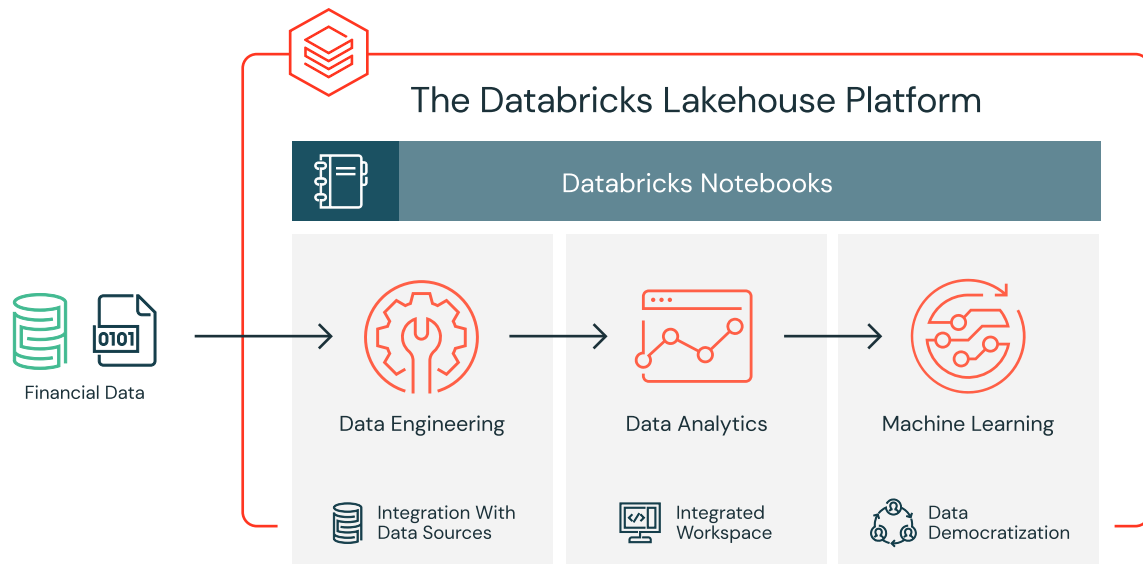 The Databricks Lakehouse Platform
Databricks Notebooks
0101
Financial Data
Data Engineering
Data Analytics
Machine Learning
Integration With
Data Sources
</>
Integrated
Workspace
Data
Democratization